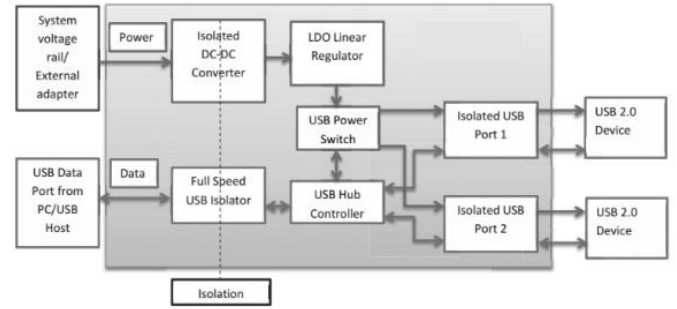 System
voltage
rail/
External
adapter
Power
Isolated
DC-DC
Converter
LDO Linear
Regulator
USB Power
Switch
Isolated USB
Port 1
USB 2.0
Device
USB Data
Port from
PC/USB
Host
Data
Full Speed
USB Isolator
USB Hub
Controller
Isolated USB
Port 2
USB 2.0
Device
Isolation